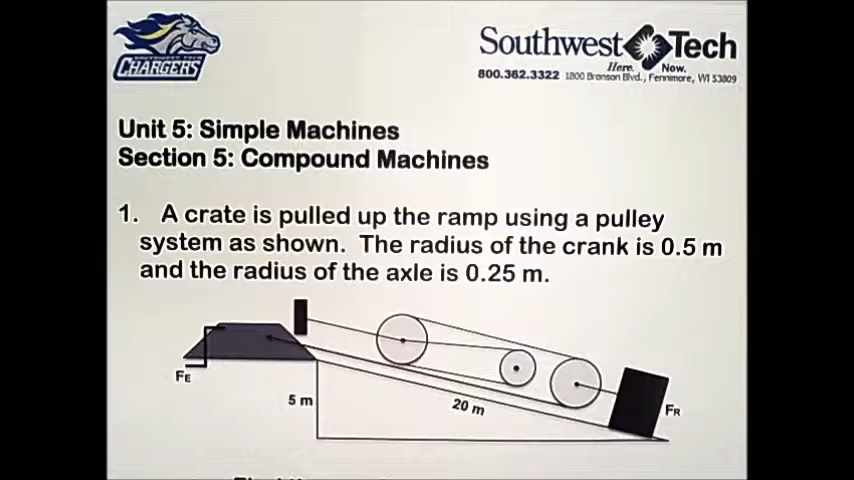 CHARGERS
Southwest Tech
Here. Now.
800.362.3322 1800 Bronson Blvd., Fennimore, WI 53809
Unit 5: Simple Machines
Section 5: Compound Machines
1. A crate is pulled up the ramp using a pulley
system as shown. The radius of the crank is 0.5 m
and the radius of the axle is 0.25 m.
FE
5 m
20 m
FR